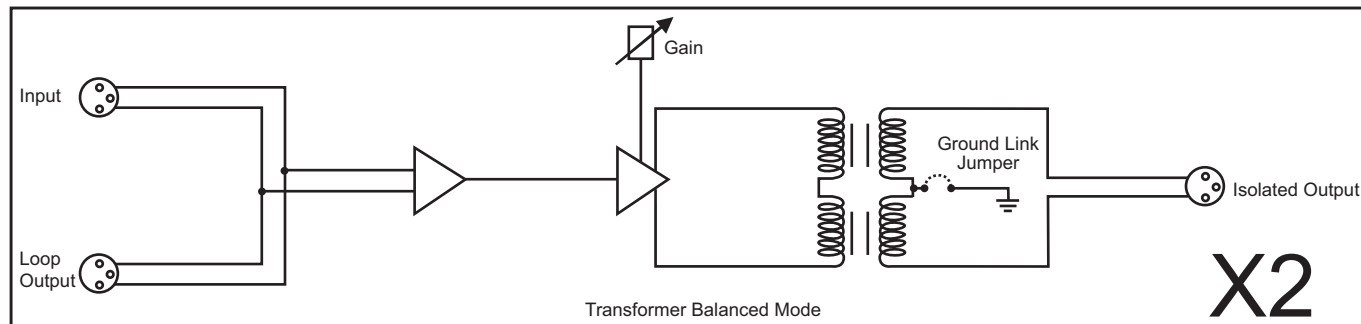 Gain
Input
Ground Link
Jumper
Isolated Output
Loop
Output
Transformer Balanced Mode
X2